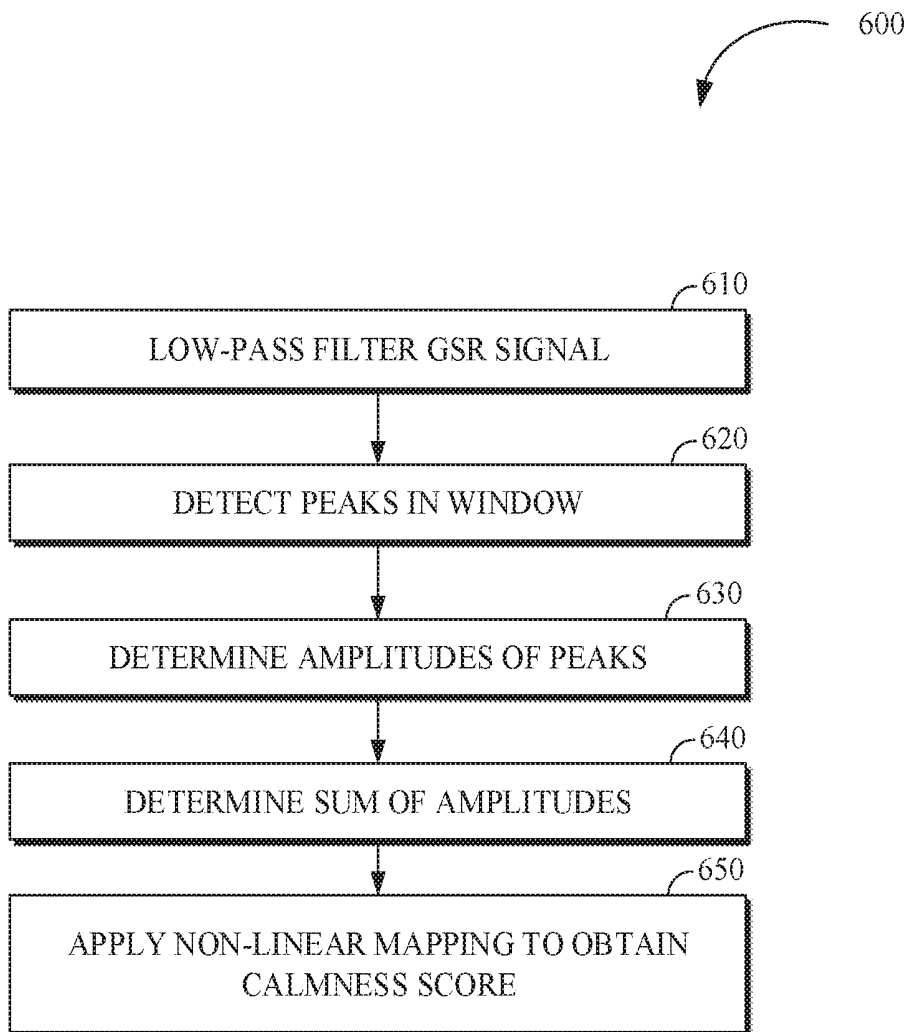 600
610
LOW-PASS FILTER GSR SIGNAL
620
DETECT PEAKS IN WINDOW
630
DETERMINE AMPLITUDES OF PEAKS
640
DETERMINE SUM OF AMPLITUDES
650
APPLY NON-LINEAR MAPPING TO OBTAIN
CALMNESS SCORE